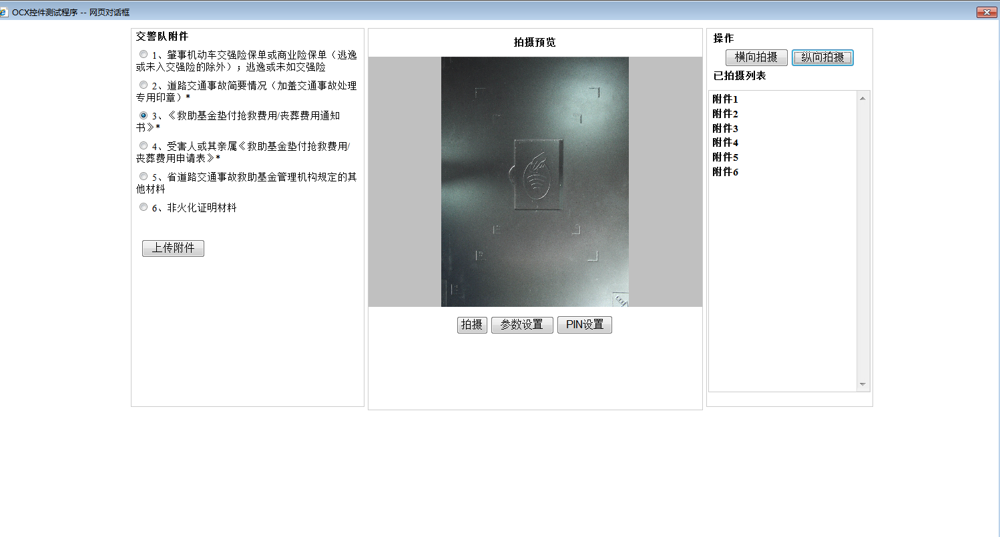 OCX控件测试程序 -- 网页对话框
交警队附件
1、肇事机动车交强险保单或商业险保单（逃逸
或未入交强险的除外）；逃逸或未如交强险
2、道路交通事故简要情况（加盖交通事故处理
专用印章）*
3、《救助基金垫付抢救费用/丧葬费用通知
书》*
4、受害人或其亲属《救助基金垫付抢救费用/
丧葬费用申请表》*
5、省道路交通事故救助基金管理机构规定的其
他材料
6、非火化证明材料
上传附件
拍摄预览
拍摄 参数设置 PIN设置
操作
横向拍摄 纵向拍摄
已拍摄列表
附件1
附件2
附件3
附件4
附件5
附件6